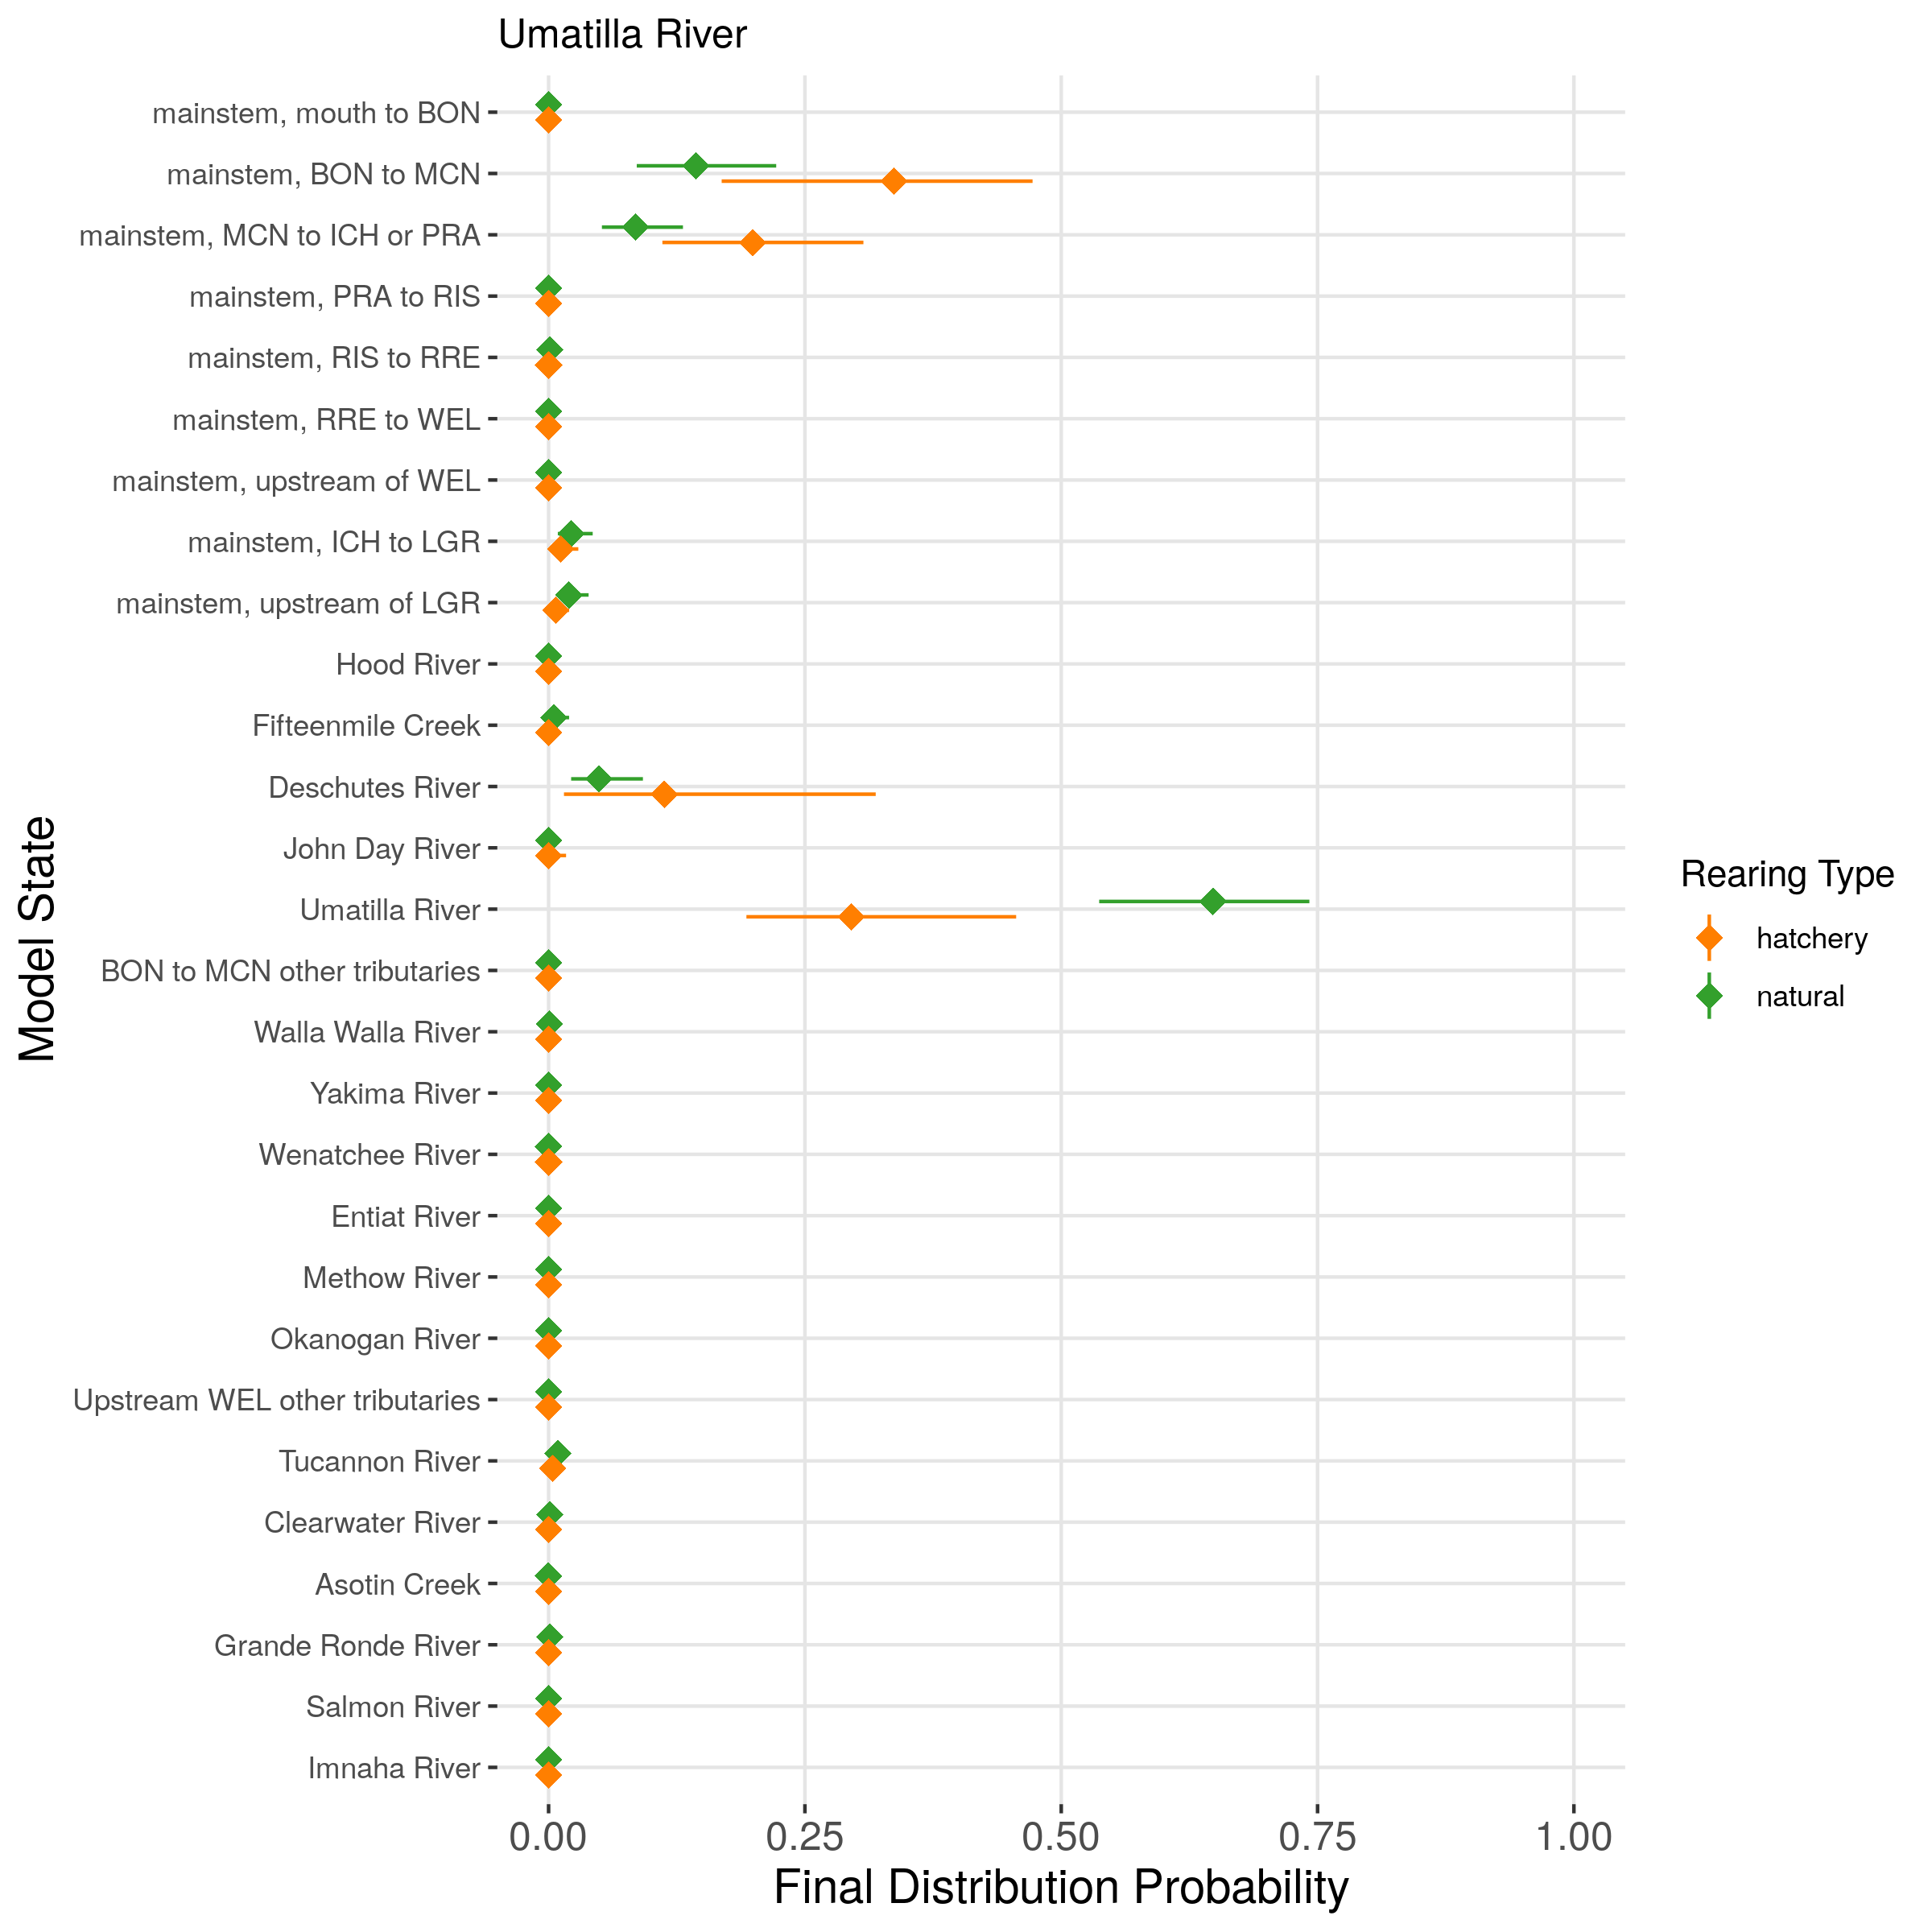 Umatilla River
mainstem, mouth to BON
mainstem, BON to MCN
mainstem, MCN to ICH or PRA
mainstem, PRA to RIS
mainstem, RIS to RRE
mainstem, RRE to WEL
mainstem, upstream of WEL
mainstem, ICH to LGR
mainstem, upstream of LGR
Hood River
Fifteenmile Creek
Deschutes River
John Day River
Umatilla River
BON to MCN other tributaries
Walla Walla River
Yakima River
Wenatchee River
Entiat River
Methow River
Okanogan River
Upstream WEL other tributaries
Tucannon River
Clearwater River
Asotin Creek
Grande Ronde River
Salmon River
Imnaha River
Model State
0.00 0.25 0.50 0.75 1.00
Final Distribution Probability
Rearing Type
hatchery
natural